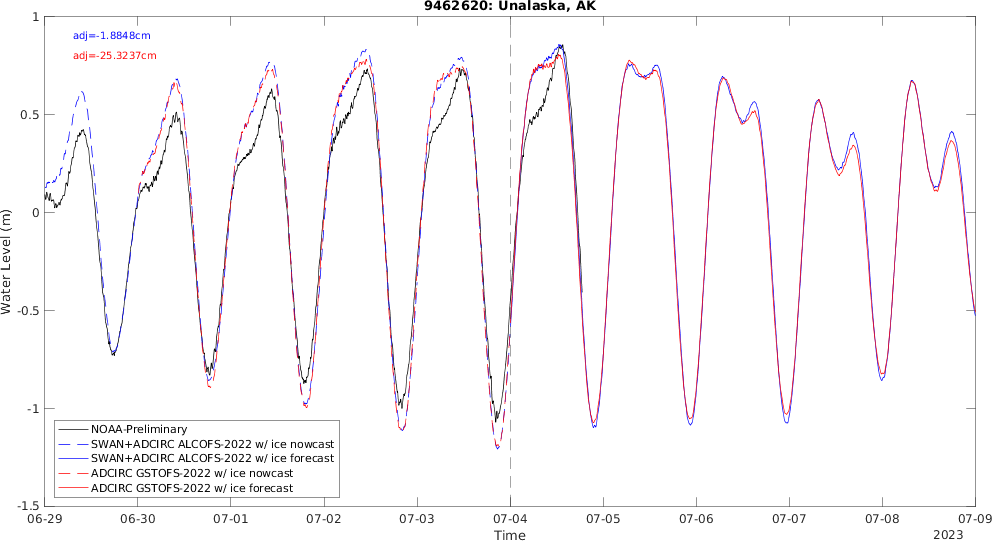 9462620: Unalaska, AK
adj=-1.8848cm
adj=-25.3237cm
1
0.5
0
-0.5
-1
-1.5
Water Level (m)
NOAA-Preliminary
SWAN+ADCIRC ALCOFS-2022 w/ ice nowcast
SWAN+ADCIRC ALCOFS-2022 w/ ice forecast
ADCIRC GSTOFS-2022 w/ ice nowcast
ADCIRC GSTOFS-2022 w/ ice forecast
06-29 06-30 07-01 07-02 07-03 07-04 07-05 07-06 07-07 07-08 07-09
Time
2023